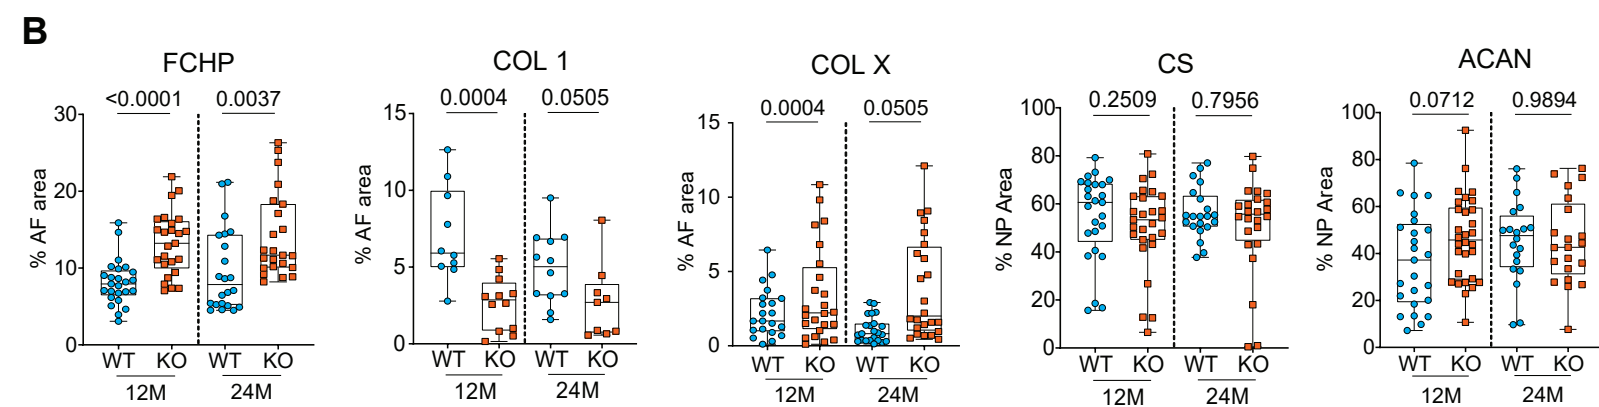 B
FCHP
<0.0001 0.0037
% AF area
30
20
10
0
WT KO WT KO
12M 24M
COL 1
0.0004 0.0505
% AF area
15
10
5
0
WT KO WT KO
12M 24M
COL X
0.0004 0.0505
% AF area
15
10
5
0
WT KO WT KO
12M 24M
CS
0.2509 0.7956
% NP Area
100
80
60
40
20
0
WT KO WT KO
12M 24M
ACAN
0.0712 0.9894
% NP Area
100
80
60
40
20
0
WT KO WT KO
12M 24M